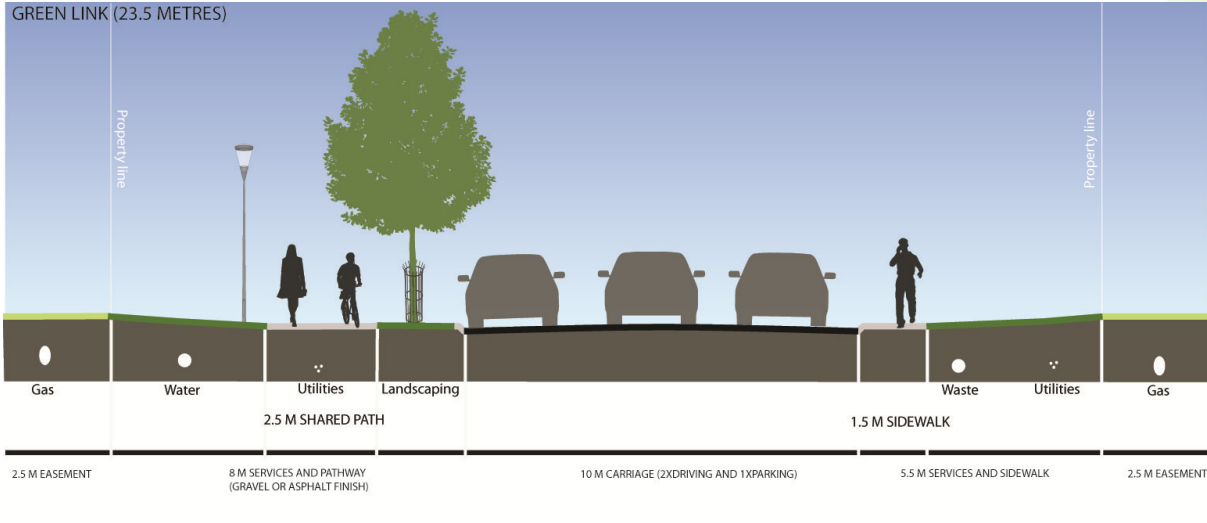 GREEN LINK (23.5 METRES)
Property line
Property line
Gas
Water
Utilities
Landscaping
Waste
Utilities
Gas
2.5 M SHARED PATH
1.5 M SIDEWALK
2.5 M EASEMENT
8 M SERVICES AND PATHWAY
(GRAVEL OR ASPHALT FINISH)
10 M CARRIAGE (2XDRIVING AND 1XPARKING)
5.5 M SERVICES AND SIDEWALK
2.5 M EASEMENT